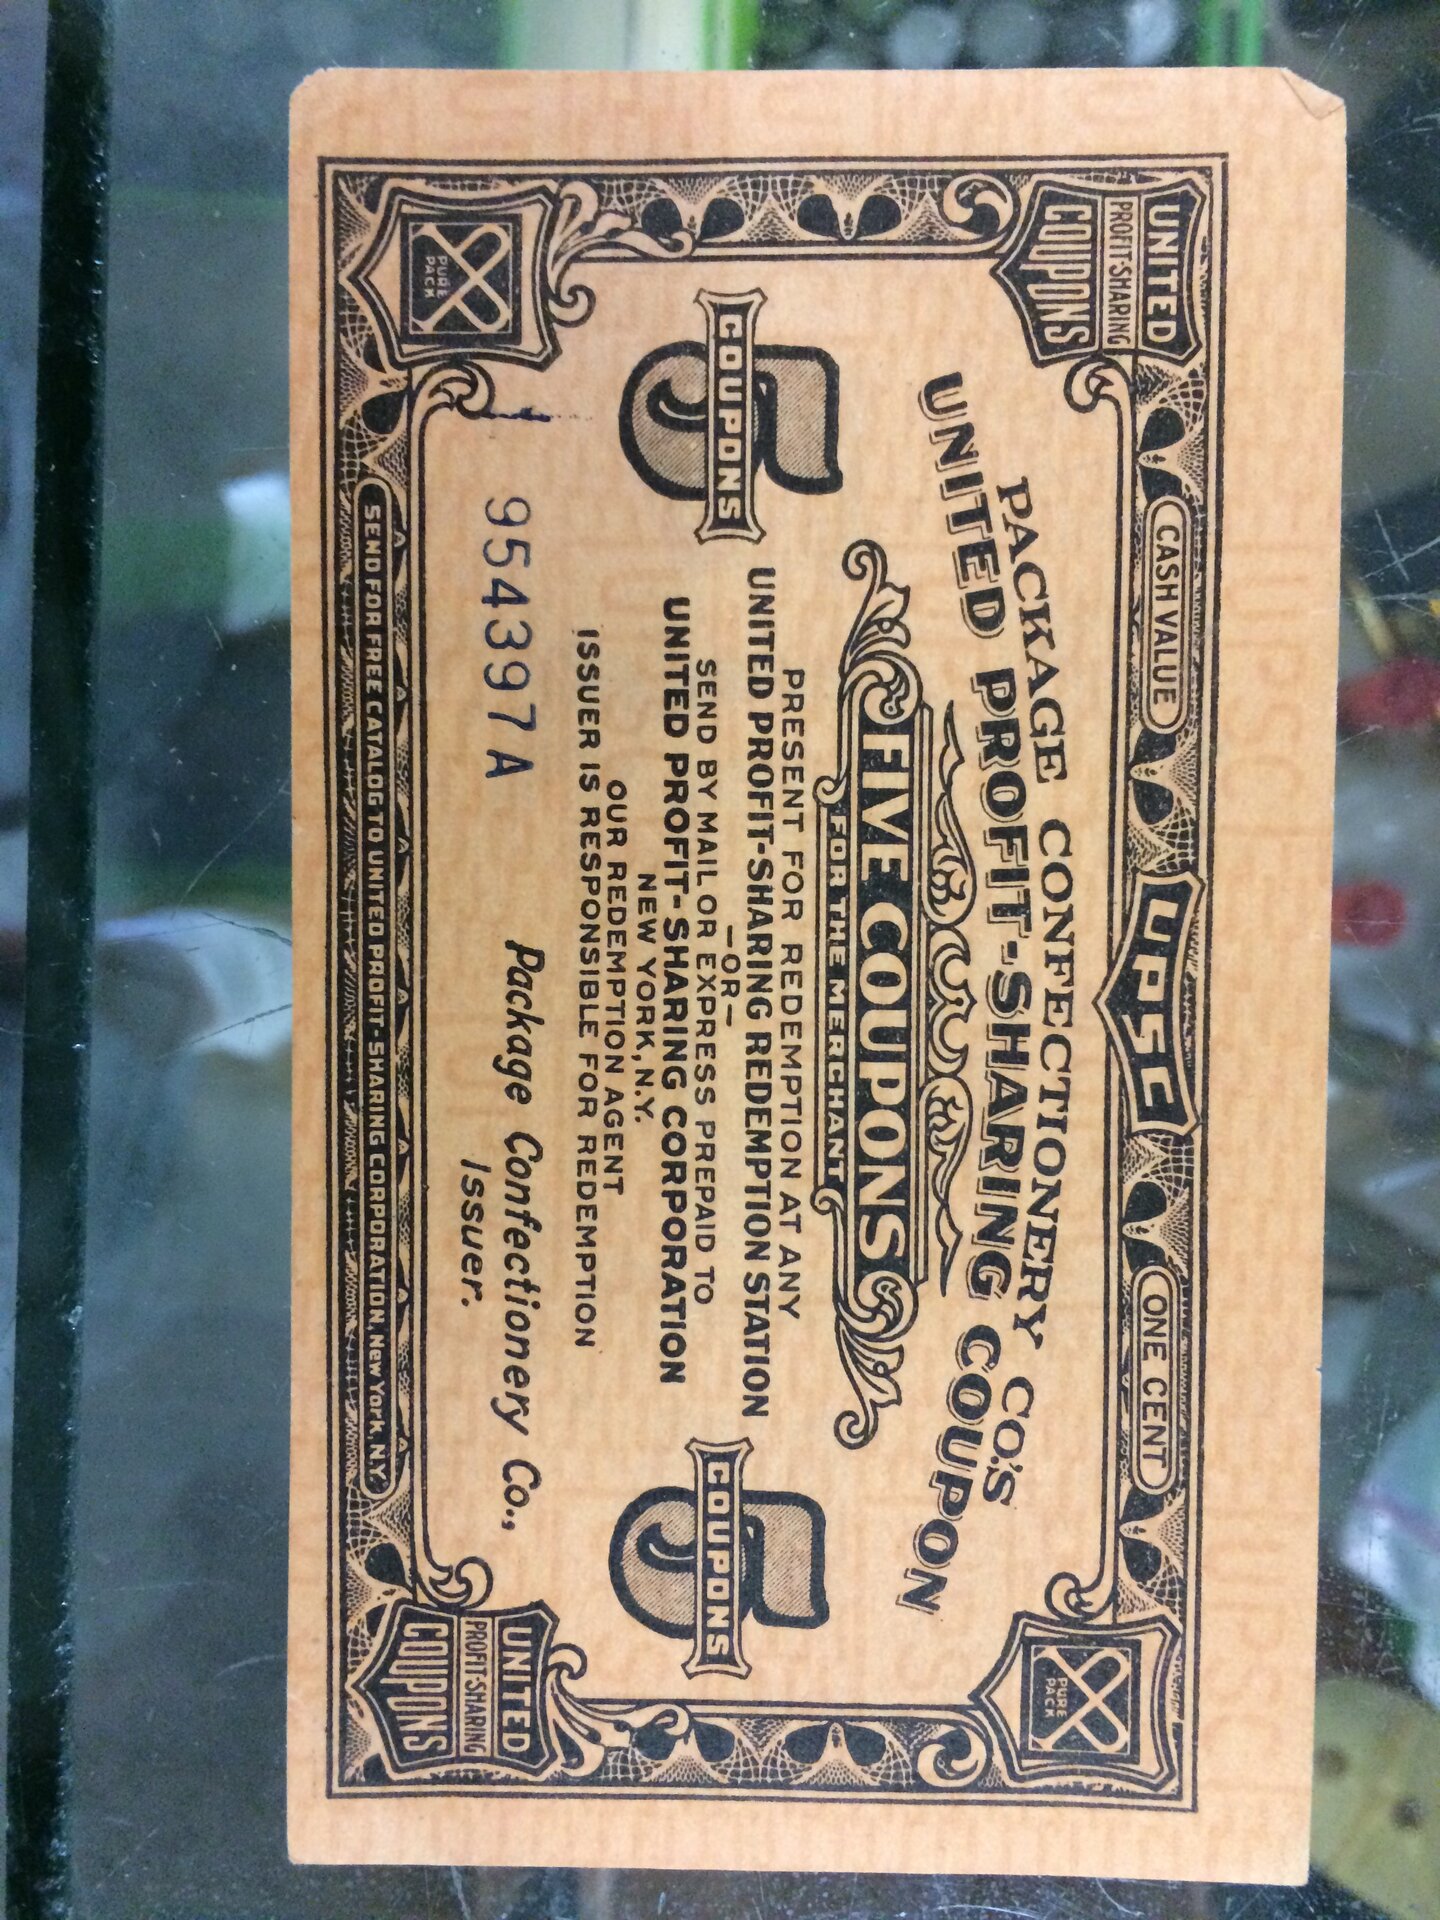 UNITED
PROFIT-SHARING
COUPONS
CASH VALUE
UPSC
ONE CENT
PURE
PACK
PACKAGE CONFECTIONERY CO.'S
UNITED PROFIT-SHARING COUPON
FIVE COUPONS
FOR THE MERCHANT
5
COUPONS
5
COUPONS
PRESENT FOR REDEMPTION AT ANY
UNITED PROFIT-SHARING REDEMPTION STATION
—OR—
SEND BY MAIL OR EXPRESS PREPAID TO
UNITED PROFIT-SHARING CORPORATION
NEW YORK, N.Y.
OUR REDEMPTION AGENT
ISSUER IS RESPONSIBLE FOR REDEMPTION
954397A
Package Confectionery Co.,
Issuer.
PURE
PACK
SEND FOR FREE CATALOG TO UNITED PROFIT-SHARING CORPORATION, New York, N.Y.
UNITED
PROFIT-SHARING
COUPONS